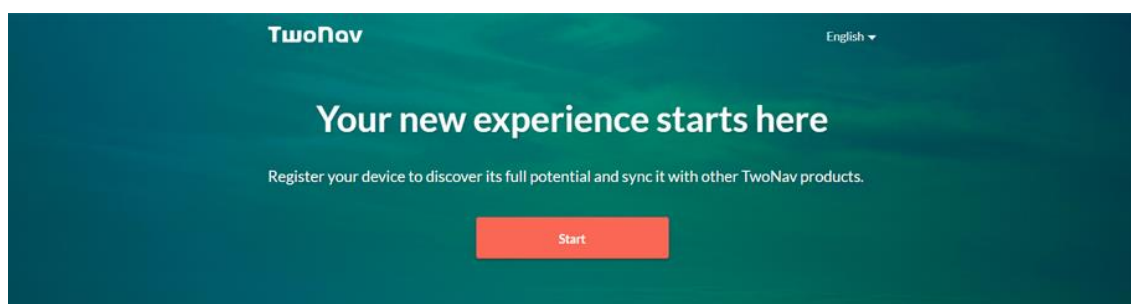 TwoNav
English
Your new experience starts here
Register your device to discover its full potential and sync it with other TwoNav products.
Start